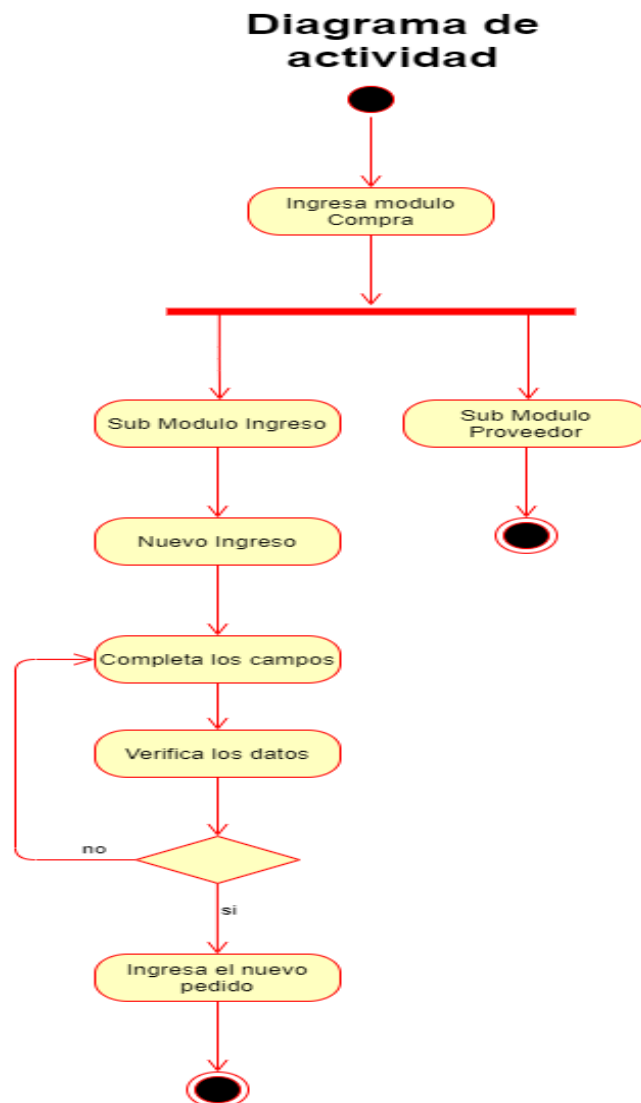 Diagrama de
actividad
Ingresa modulo
Compra
Sub Modulo Ingreso
Sub Modulo
Proveedor
Nuevo Ingreso
Completa los campos
Verifica los datos
no
si
Ingresa el nuevo
pedido